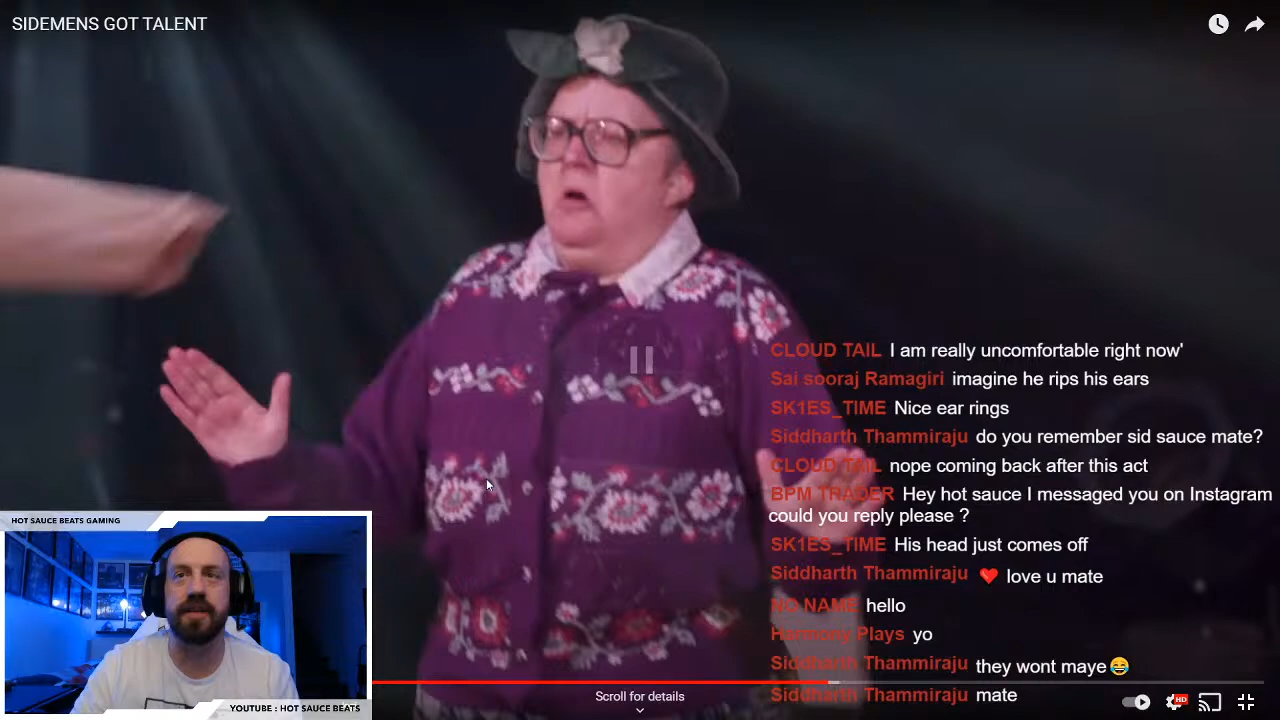 SIDEMENS GOT TALENT
CLOUD TAIL I am really uncomfortable right now'
Sai sooraj Ramagiri imagine he rips his ears
SK1ES_TIME Nice ear rings
Siddharth Thammiraju do you remember sid sauce mate?
CLOUD TAIL nope coming back after this act
BPM TRADER Hey hot sauce I messaged you on Instagram
could you reply please ?
SK1ES_TIME His head just comes off
Siddharth Thammiraju ❤️ love u mate
NO NAME hello
Harmony Plays yo
Siddharth Thammiraju they wont maye😂
Siddharth Thammiraju mate
HOT SAUCE BEATS GAMING
YOUTUBE : HOT SAUCE BEATS
Scroll for details
HD